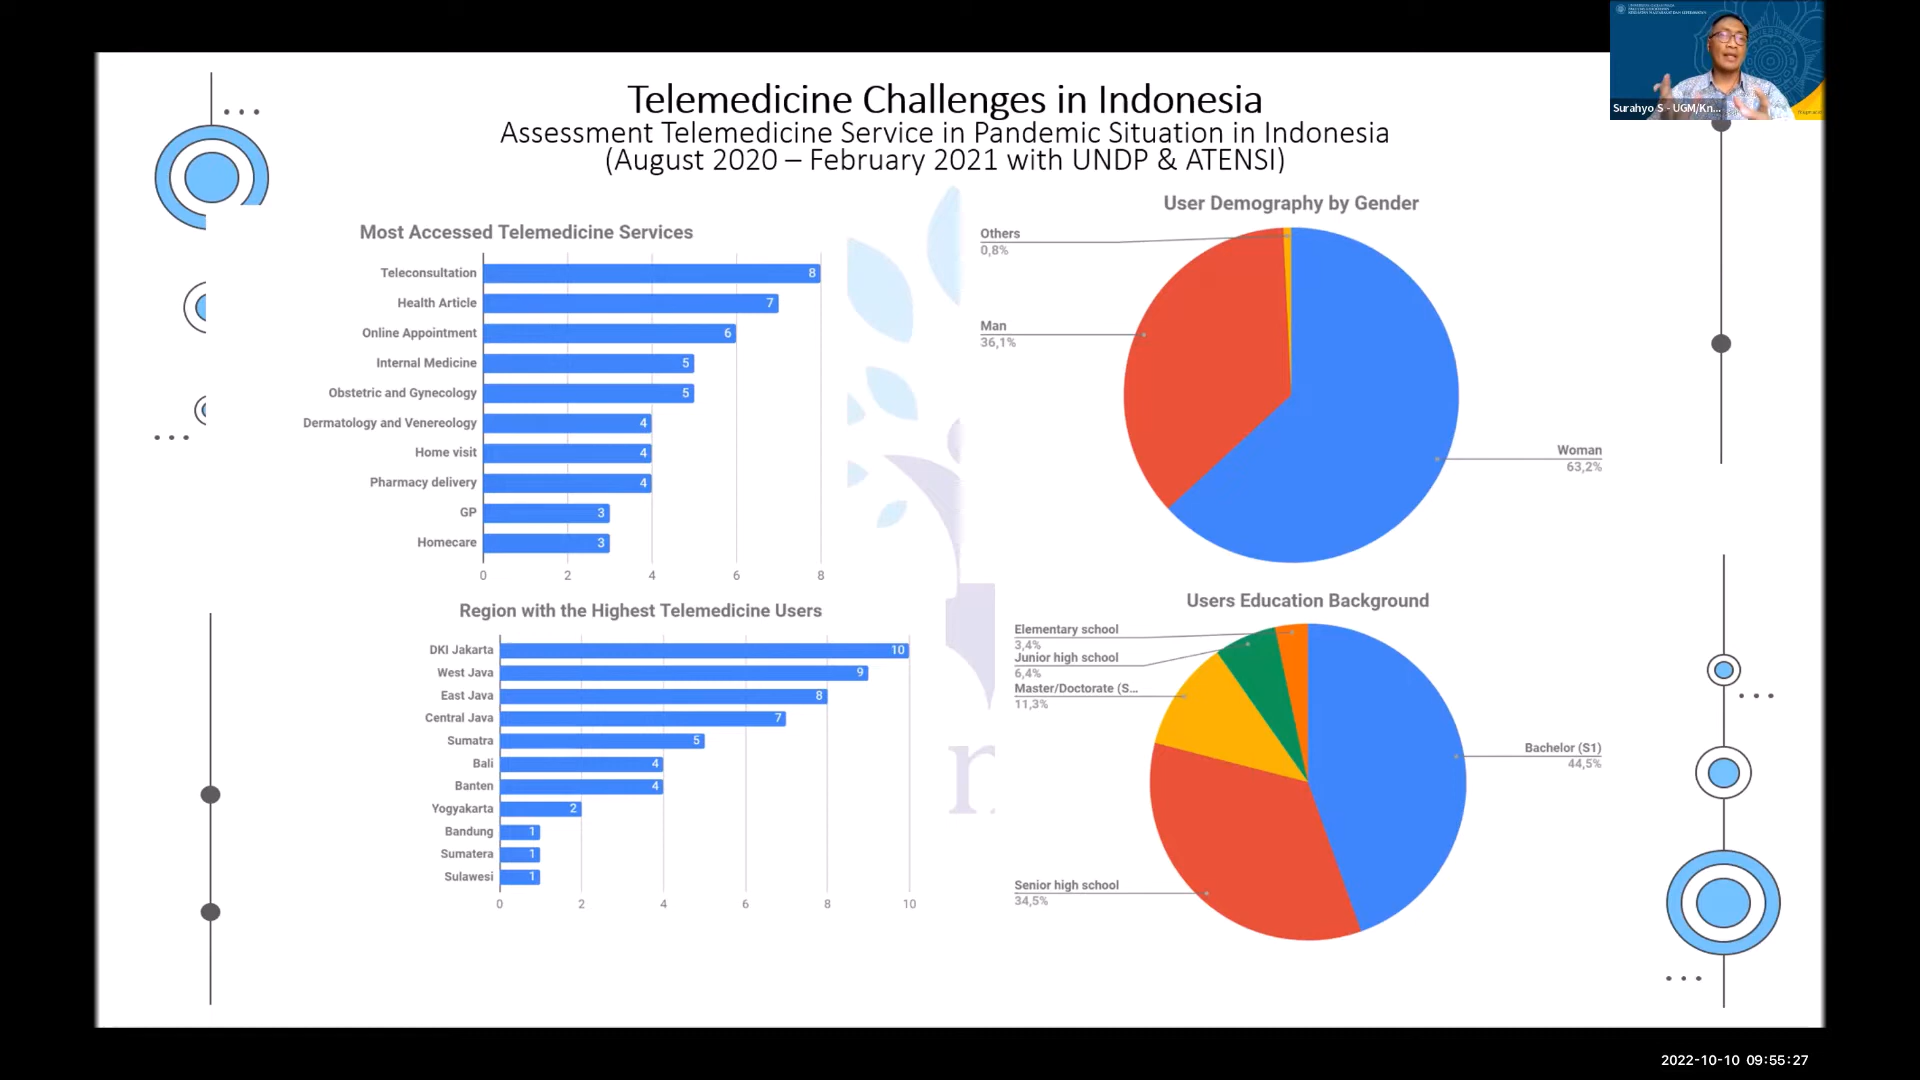 Telemedicine Challenges in Indonesia
Assessment Telemedicine Service in Pandemic Situation in Indonesia
(August 2020 – February 2021 with UNDP & ATENSI)
Surahyo S - UGM/Kn...
Most Accessed Telemedicine Services
Teleconsultation 8
Health Article 7
Online Appointment 6
Internal Medicine 5
Obstetric and Gynecology 5
Dermatology and Venereology 4
Home visit 4
Pharmacy delivery 4
GP 3
Homecare 3
0 2 4 6 8
User Demography by Gender
Others
0,8%
Man
36,1%
Woman
63,2%
Region with the Highest Telemedicine Users
DKI Jakarta 10
West Java 9
East Java 8
Central Java 7
Sumatra 5
Bali 4
Banten 4
Yogyakarta 2
Bandung 1
Sumatera 1
Sulawesi 1
0 2 4 6 8 10
Users Education Background
Elementary school
3,4%
Junior high school
6,4%
Master/Doctorate (S...
11,3%
Bachelor (S1)
44,5%
Senior high school
34,5%
2022-10-10 09:55:27